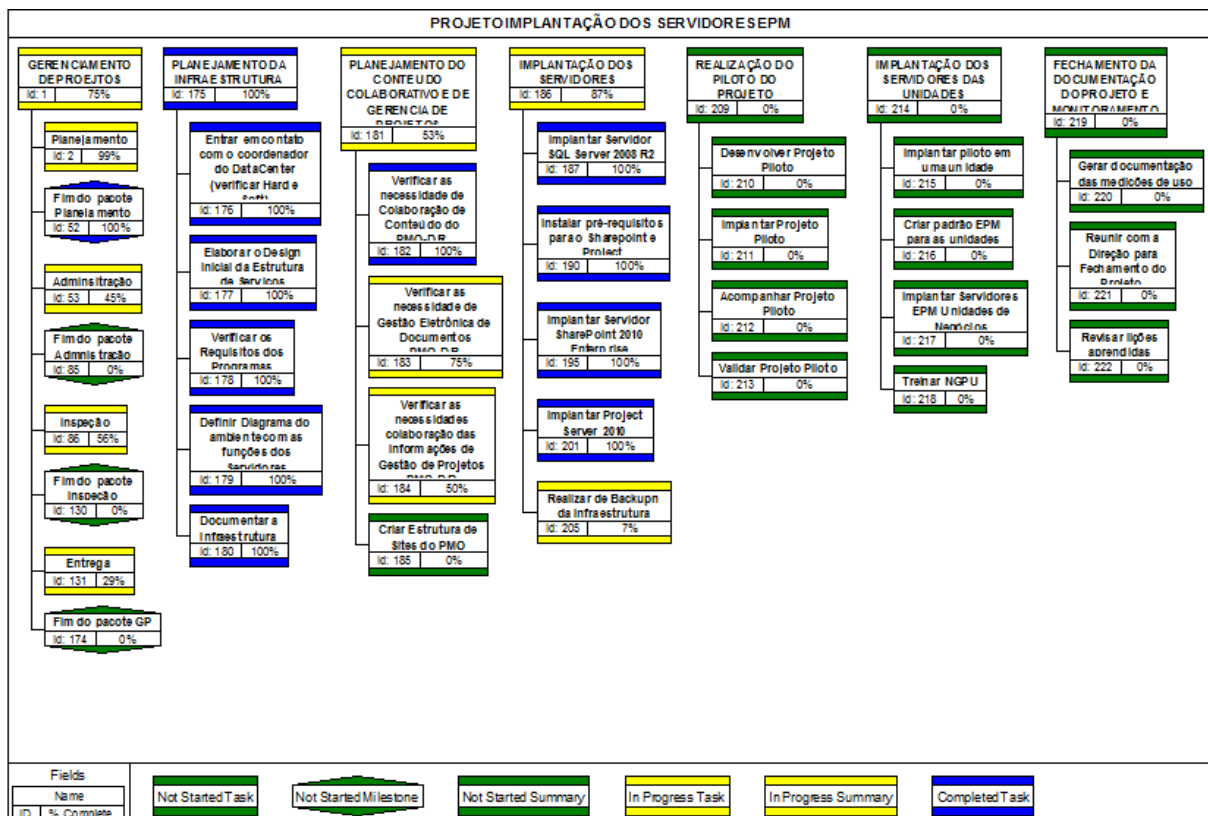 PROJETO IMPLANTAÇÃO DOS SERVIDORES EPM
GERENCIAMENTO
DE PROEJTOS
Id: 1 75%
Planejamento
Id: 2 99%
Fim do pacote
Planejamento
Id: 52 100%
Adminsitração
Id: 53 45%
Fim do pacote
Admnistração
Id: 85 0%
Inspeção
Id: 86 56%
Fim do pacote
Inspeção
Id: 130 0%
Entrega
Id: 131 29%
Fim do pacote GP
Id: 174 0%
PLANEJAMENTO DA
INFRAESTRUTURA
Id: 175 100%
Entrar em contato
com o coordenador
do DataCenter
(verificar Hard e
Soft)
Id: 176 100%
Elaborar o Design
Inicial da Estrutura
de Serviços
Id: 177 100%
Verificar os
Requisitos dos
Programas
Id: 178 100%
Definir Diagrama do
ambiente com as
funções dos
Servidores
Id: 179 100%
Documentar a
Infraestrutura
Id: 180 100%
PLANEJAMENTO DO
CONTEUDO
COLABORATIVO E DE
GERENCIA DE
PROJETOS
Id: 181 53%
Verificar as
necessidade de
Colaboração de
Conteúdo do
PMO-DR
Id: 182 100%
Verificar as
necessidade de
Gestão Eletrônica de
Documentos
PMO-DR
Id: 183 75%
Verificar as
necessidades
colaboração das
Informações de
Gestão de Projetos
PMO-DR
Id: 184 50%
Criar Estrutura de
Sites do PMO
Id: 185 0%
IMPLANTAÇÃO DOS
SERVIDORES
Id: 186 87%
Implantar Servidor
SQL Server 2008 R2
Id: 187 100%
Instalar pré-requisitos
para o Sharepoint e
Project
Id: 190 100%
Implantar Servidor
SharePoint 2010
Enterprise
Id: 195 100%
Implantar Project
Server 2010
Id: 201 100%
Realizar de Backupn
da Infraestrutura
Id: 205 7%
REALIZAÇÃO DO
PILOTO DO
PROJETO
Id: 209 0%
Desenvolver Projeto
Piloto
Id: 210 0%
Implantar Projeto
Piloto
Id: 211 0%
Acompanhar Projeto
Piloto
Id: 212 0%
Validar Projeto Piloto
Id: 213 0%
IMPLANTAÇÃO DOS
SERVIDORES DAS
UNIDADES
Id: 214 0%
Implantar piloto em
uma unidade
Id: 215 0%
Criar padrão EPM
para as unidades
Id: 216 0%
Implantar Servidores
EPM Unidades de
Negócios
Id: 217 0%
Treinar NGPU
Id: 218 0%
FECHAMENTO DA
DOCUMENTAÇÃO
DO PROJETO E
MONITORAMENTO
Id: 219 0%
Gerar documentação
das medições de uso
Id: 220 0%
Reunir com a
Direção para
Fechamento do
Projeto
Id: 221 0%
Revisar lições
aprendidas
Id: 222 0%
Fields
Name
ID % Complete
Not Started Task
Not Started Milestone
Not Started Summary
In Progress Task
In Progress Summary
Completed Task